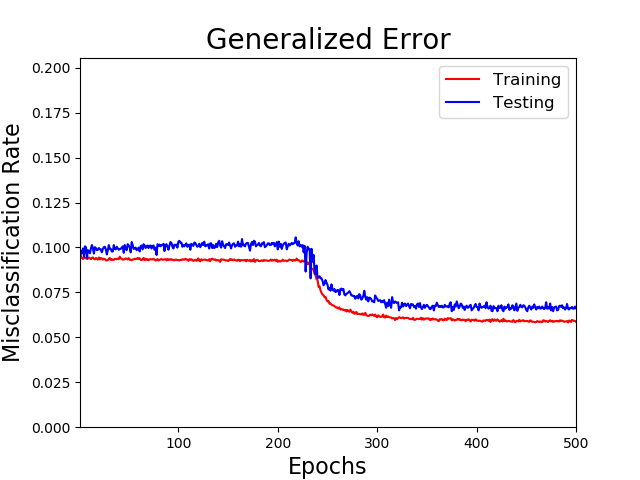 Generalized Error
Training
Testing
Misclassification Rate
0.200
0.175
0.150
0.125
0.100
0.075
0.050
0.025
0.000
100 200 300 400 500
Epochs